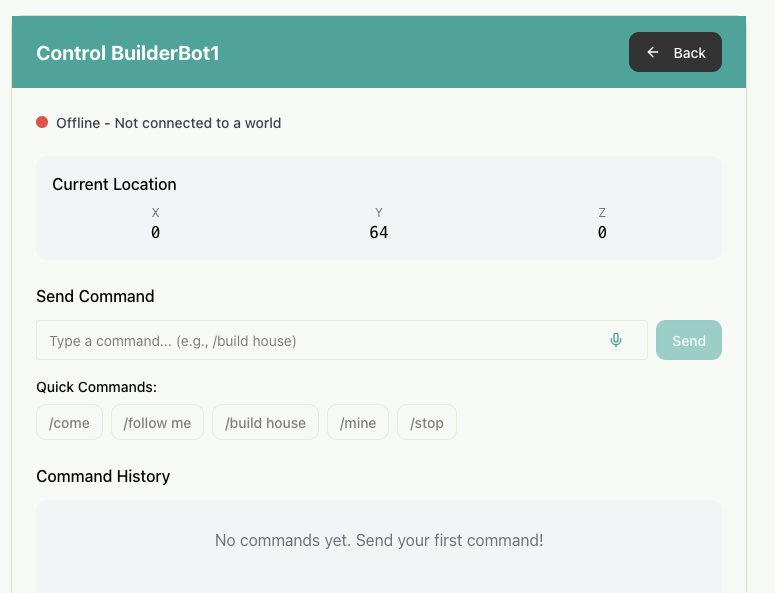 Control BuilderBot1
Back
Offline - Not connected to a world
Current Location
X Y Z
0 64 0
Send Command
Type a command... (e.g., /build house)
Send
Quick Commands:
/come /follow me /build house /mine /stop
Command History
No commands yet. Send your first command!